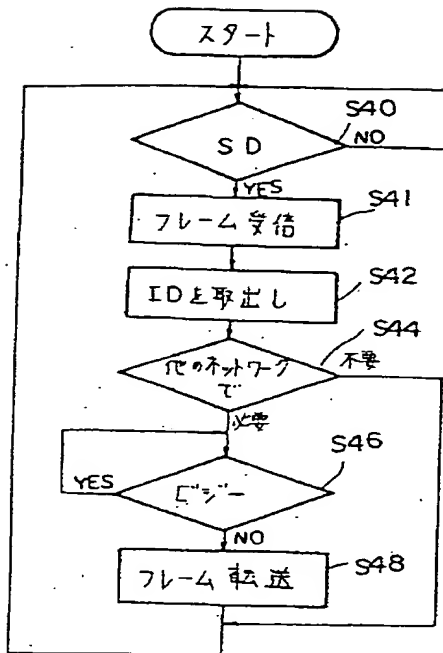 スタート
S40
SD
NO
YES
S41
フレーム受信
S42
IDを取出し
S44
他のネットワーク
で
不要
必要
S46
YES
ビジー
NO
S48
フレーム転送